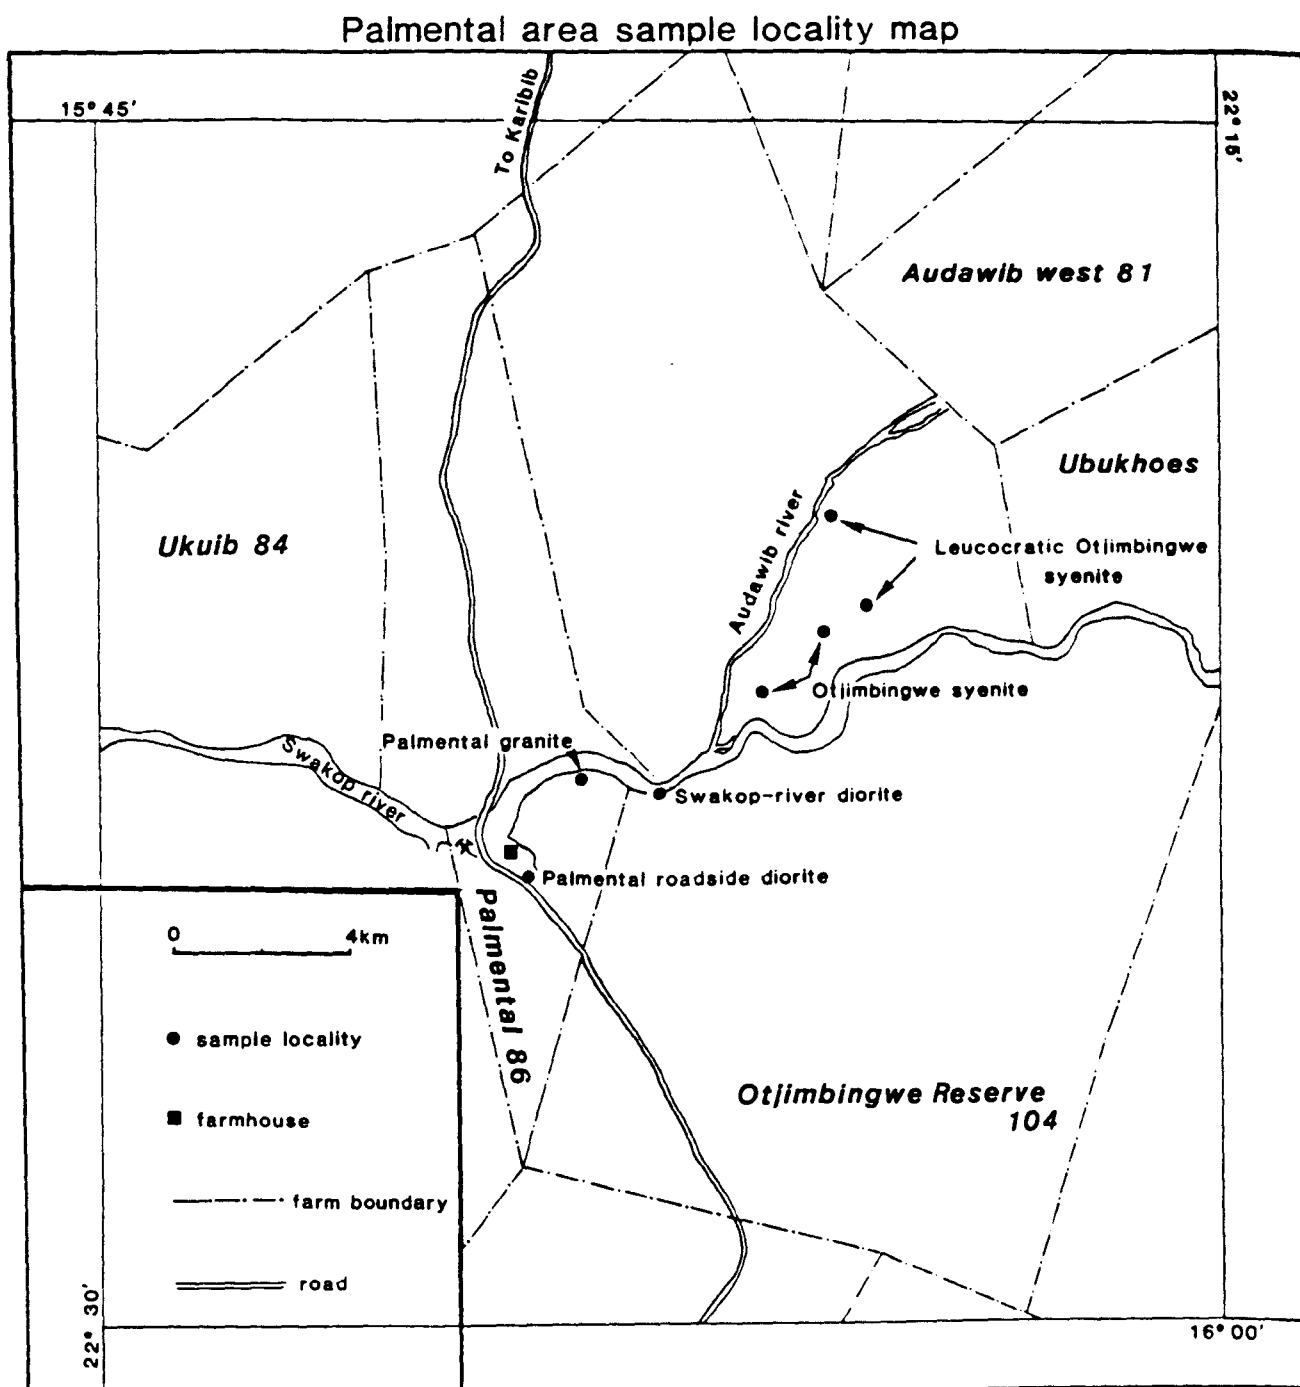 Palmental area sample locality map
15° 45'
22° 15'
To Karibib
Audawib west 81
Ubukhoes
Ukuib 84
Audawib river
Leucocratic Otjimbingwe
syenite
Otjimbingwe syenite
Palmental granite
Swakop river
Swakop-river diorite
Palmental roadside diorite
Palmental 86
0 4km
sample locality
farmhouse
farm boundary
road
Otjimbingwe Reserve
104
22° 30'
16° 00'